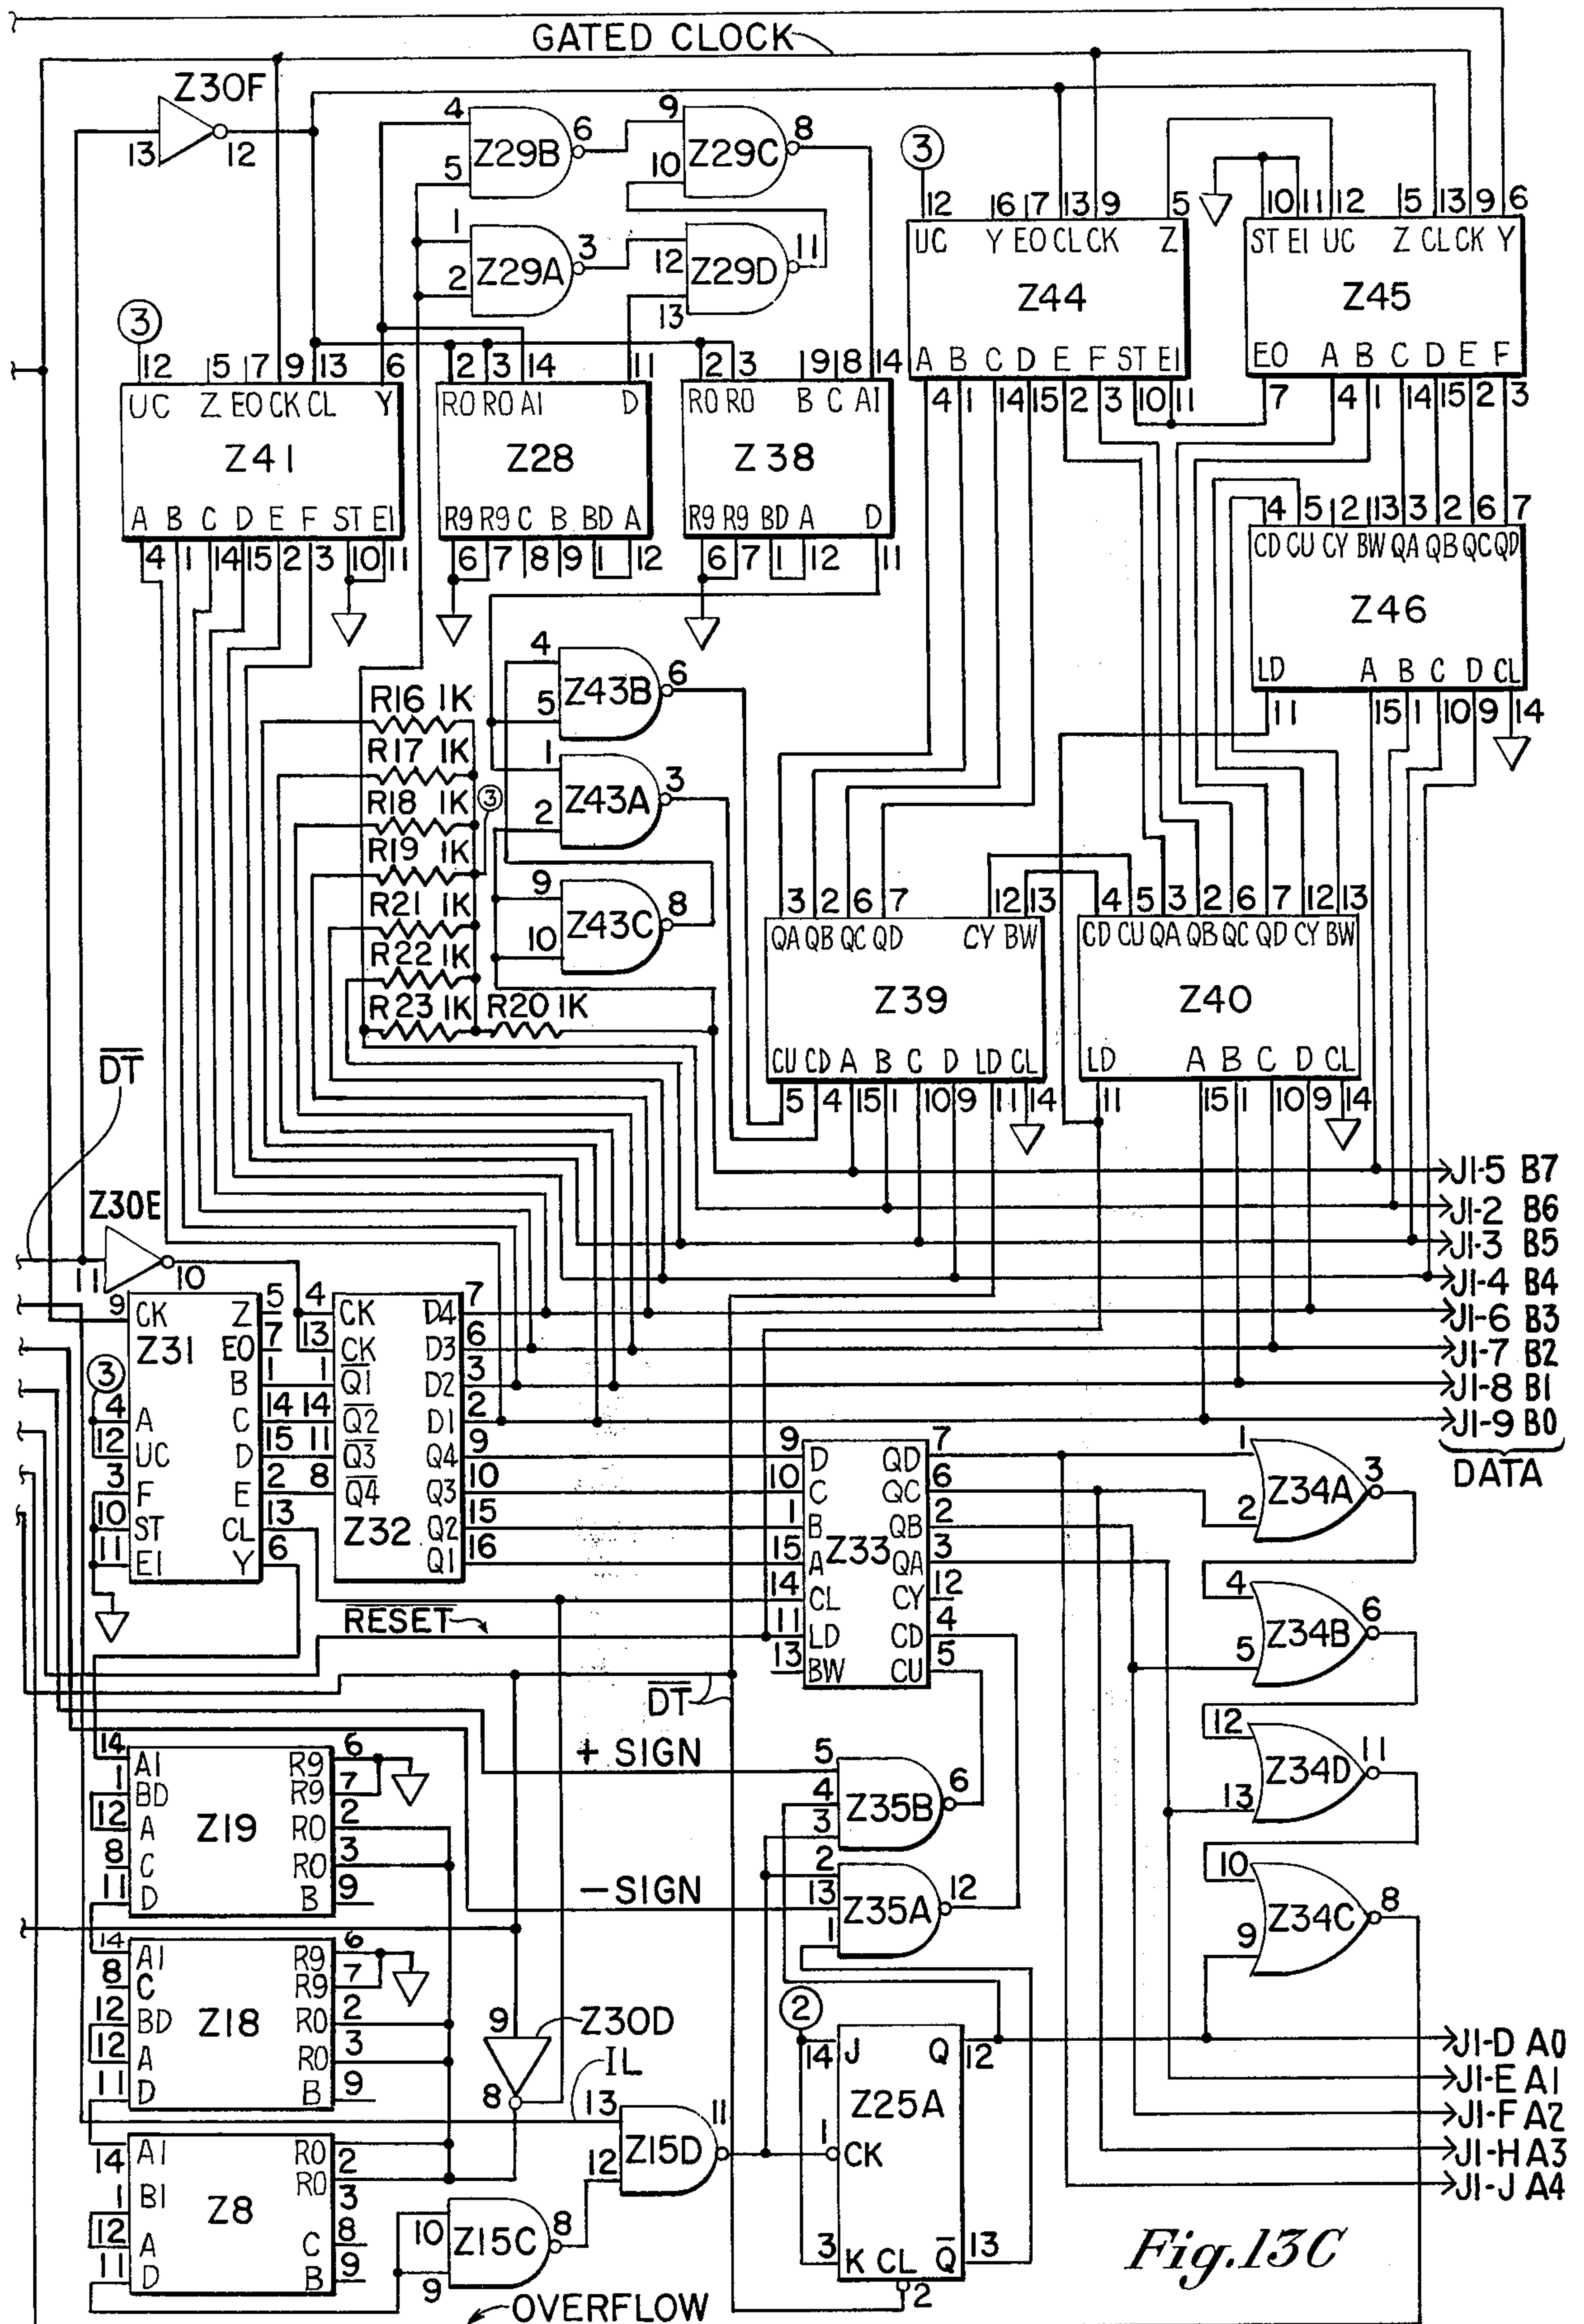 GATED CLOCK
Z30F
13 12
4 5 Z29B 6
9 10 Z29C 8
1 2 Z29A 3
12 13 Z29D 11
3
12 5 7 9 13 6
UC Z EO CK CL Y
Z41
A B C D E F ST EI
4 1 14 15 2 3 10 11
2 3 14 11
RO RO AI D
Z28
R9 R9 C B BD A
6 7 8 9 1 12
2 3 9 8 14
RO RO B C AI
Z38
R9 R9 BD A D
6 7 1 12 11
3
12 6 7 13 9 5
UC Y EO CL CK Z
Z44
A B C D E F ST EI
4 1 14 15 2 3 10 11
10 11 12 5 13 9 6
ST EI UC Z CL CK Y
Z45
EO A B C D E F
7 4 1 14 15 2 3
4 5 12 13 3 2 6 7
CD CU CY BW QA QB QC QD
Z46
LD A B C D CL
11 15 1 10 9 14
4 5 Z43B 6
1 2 Z43A 3
9 10 Z43C 8
R16 1K
R17 1K
R18 1K
3
R19 1K
R21 1K
R22 1K
R23 1K R20 1K
3 2 6 7 12 13
QA QB QC QD CY BW
Z39
CU CD A B C D LD CL
5 4 15 1 10 9 11 14
4 5 3 2 6 7 12 13
CD CU QA QB QC QD CY BW
Z40
LD A B C D CL
11 15 1 10 9 14
D̅T̅
J1-5 B7
J1-2 B6
J1-3 B5
J1-4 B4
J1-6 B3
J1-7 B2
J1-8 B1
J1-9 B0
DATA
Z30E
11 10
9 CK Z 5
Z31 EO 7
3
B 1
4 A C 14
12 UC D 15
3 F E 2
10 ST CL 13
11 EI Y 6
4 CK D4 7
13 CK D3 6
1 Q̅1̅ D2 3
14 Q̅2̅ D1 2
11 Q̅3̅ Q4 9
8 Q̅4̅ Q3 10
Z32 Q2 15
Q1 16
9 D QD 7
10 C QC 6
1 B QB 2
15 A Z33 QA 3
14 CL CY 12
11 LD CD 4
13 BW CU 5
R̅E̅S̅E̅T̅
D̅T̅
1 2 Z34A 3
4 5 Z34B 6
12 13 Z34D 11
10 9 Z34C 8
+ SIGN
5 4 3 Z35B 6
− SIGN
2 13 1 Z35A 12
14 AI R9 6
1 BD R9 7
12 A Z19 RO 2
8 C RO 3
11 D B 9
14 AI R9 6
8 C R9 7
12 BD Z18 RO 2
12 A RO 3
11 D B 9
14 AI RO 2
1 BI RO 3
12 A Z8 C 8
11 D B 9
9 Z30D 8
IL
13 12 Z15D 11
10 9 Z15C 8
2
14 J Q 12
Z25A
1 CK
3 K CL Q̅ 13
2
J1-D A0
J1-E A1
J1-F A2
J1-H A3
J1-J A4
OVERFLOW
Fig.13C